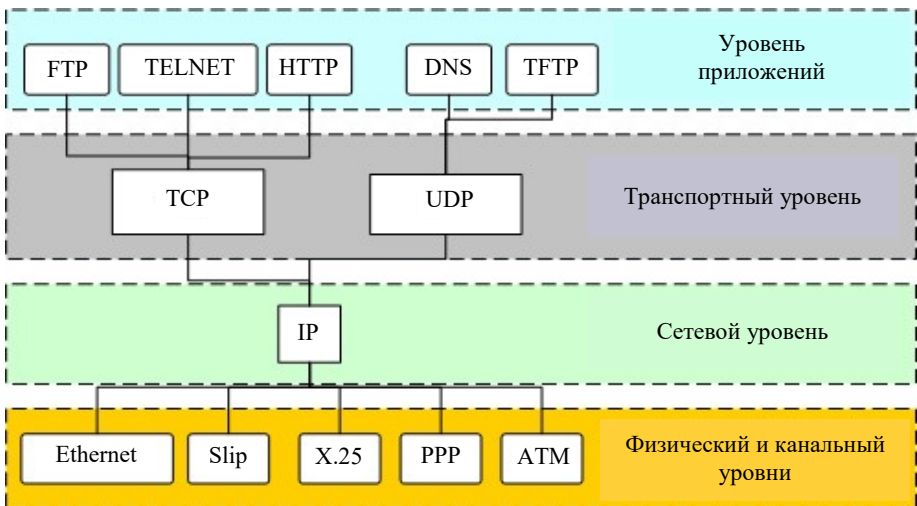 FTP TELNET HTTP DNS TFTP
Уровень
приложений
TCP UDP Транспортный уровень
IP Сетевой уровень
Ethernet Slip X.25 PPP ATM
Физический и канальный
уровни